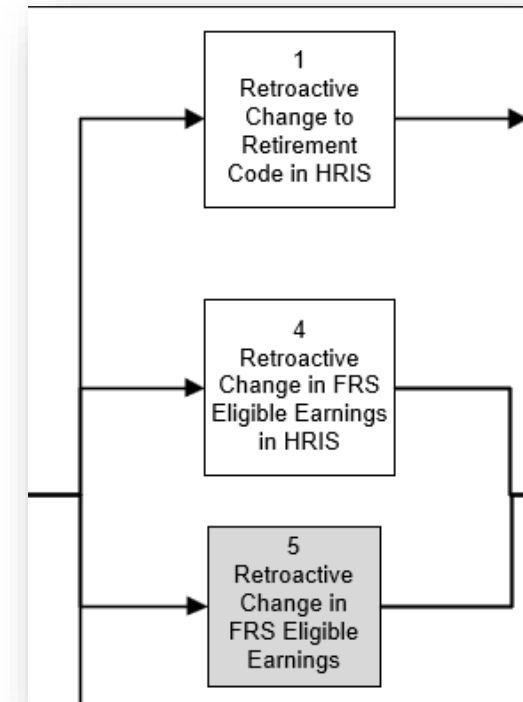 1
Retroactive
Change to
Retirement
Code in HRIS
4
Retroactive
Change in FRS
Eligible Earnings
in HRIS
5
Retroactive
Change in
FRS Eligible
Earnings